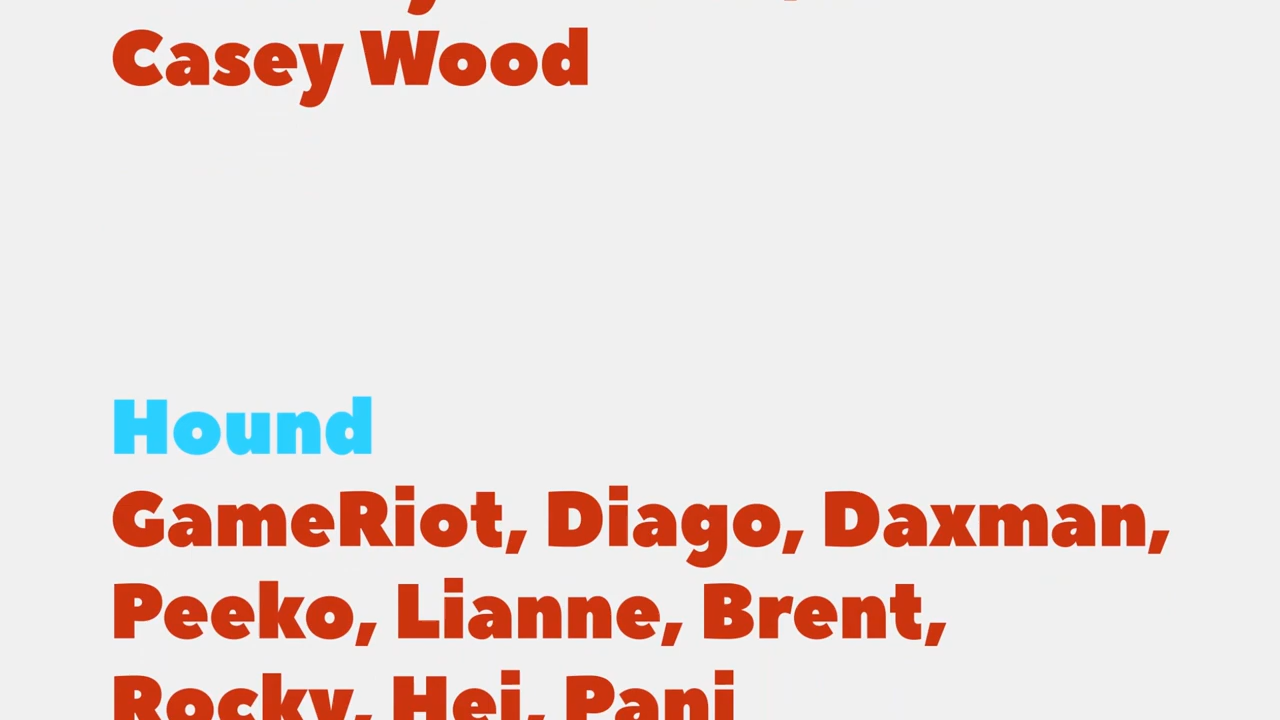 Casey Wood
Hound
GameRiot, Diago, Daxman,
Peeko, Lianne, Brent,
Rocky, Hei, Pani